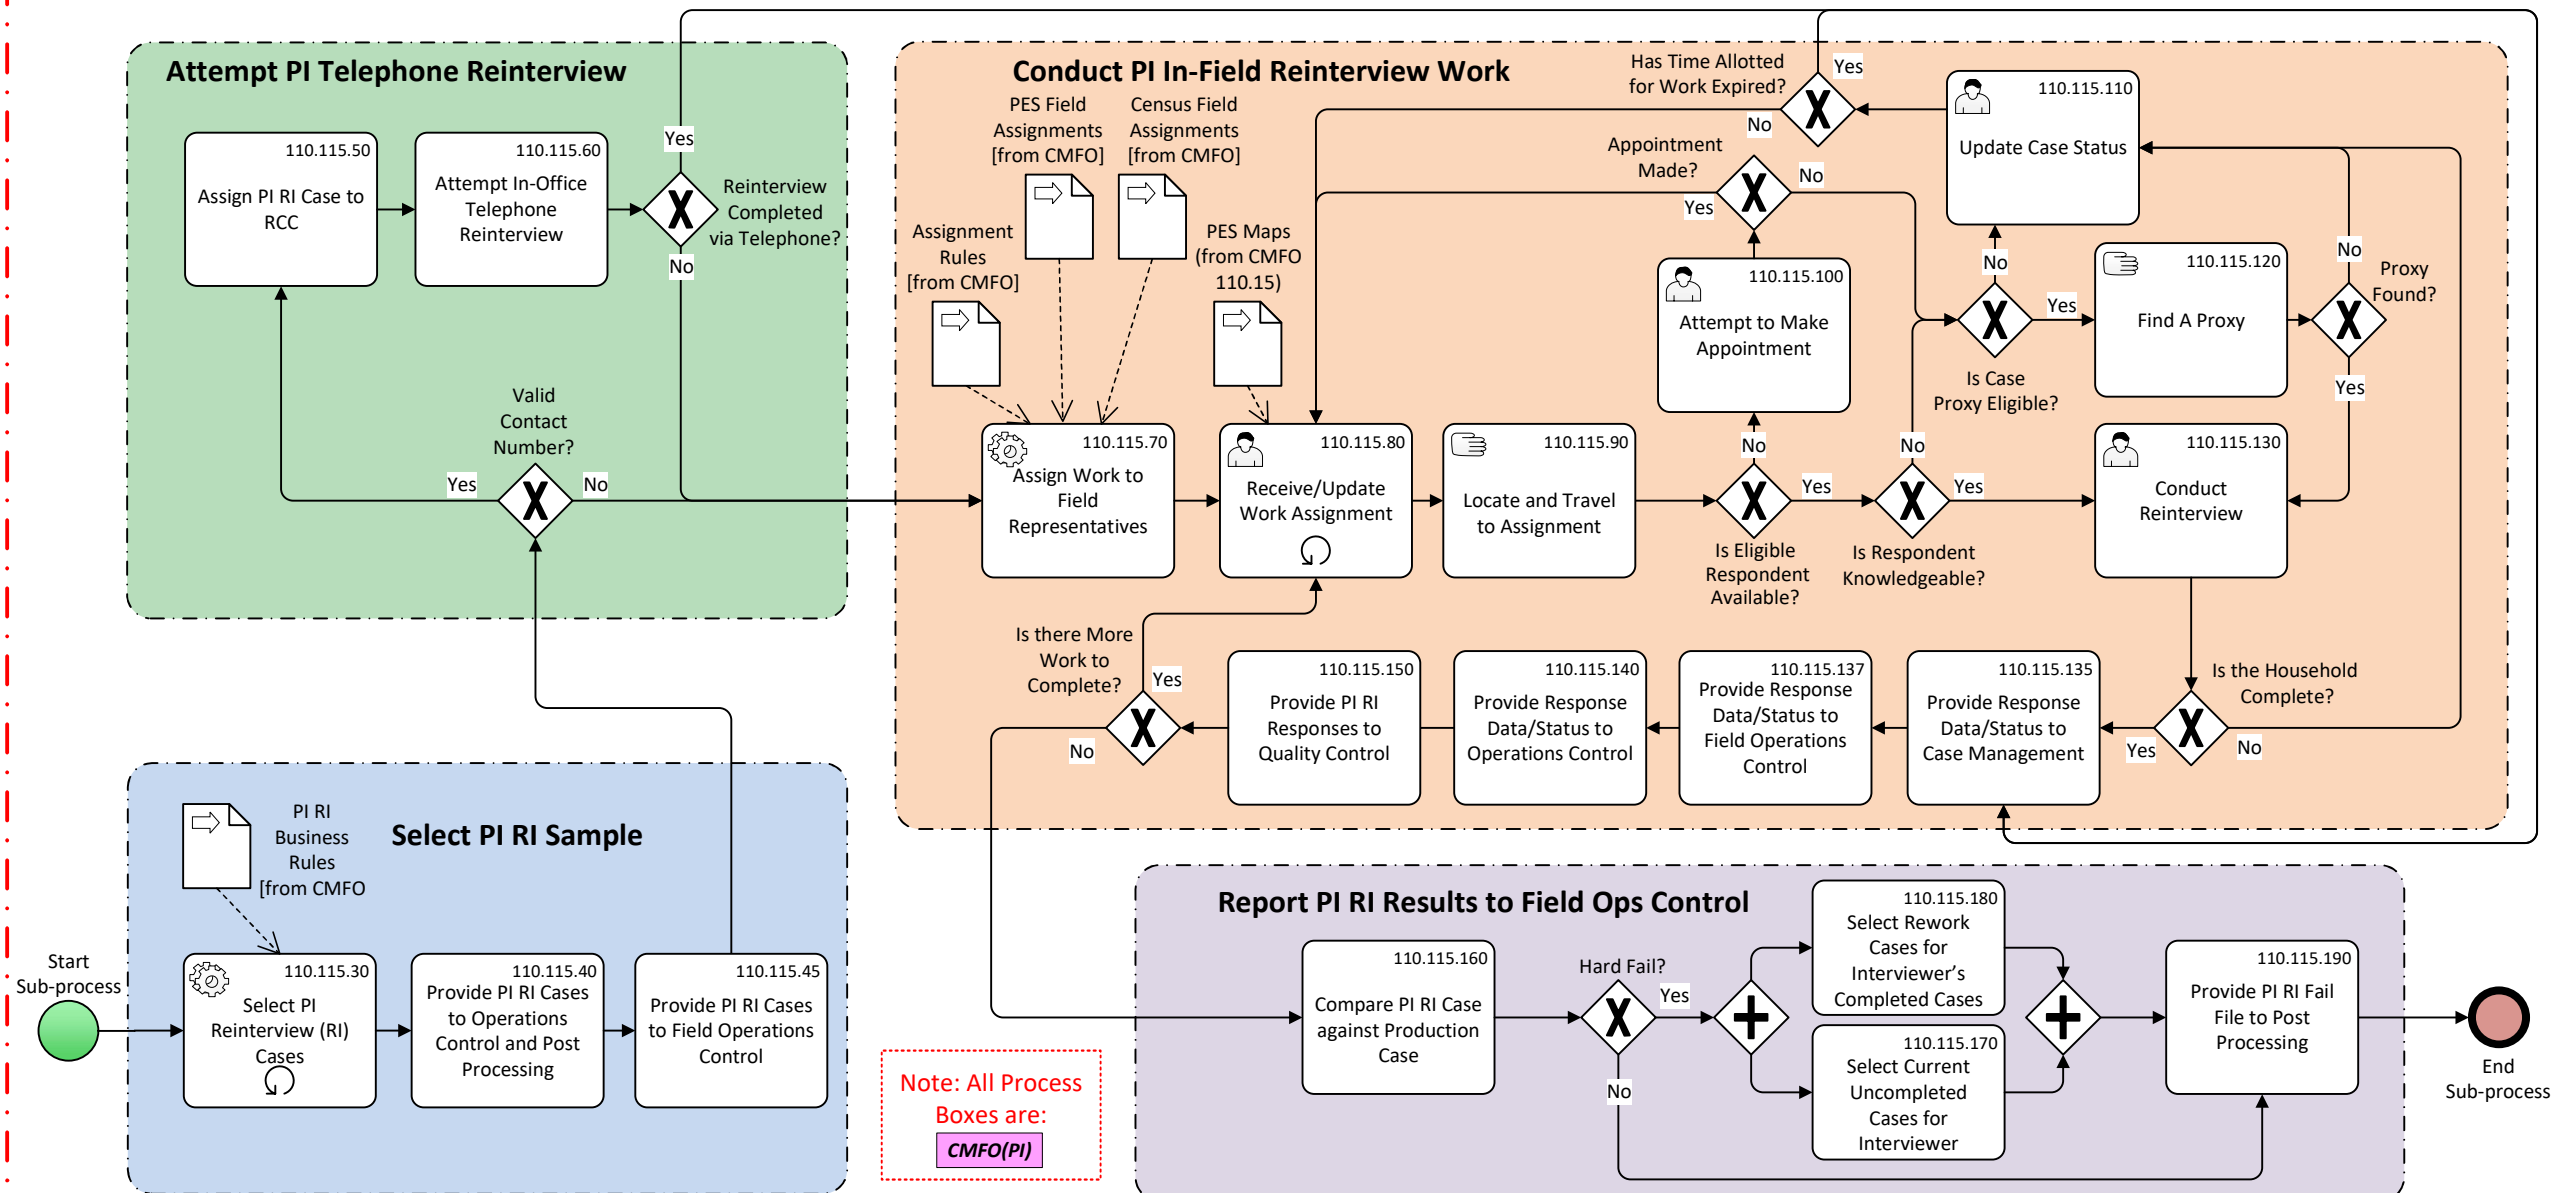 Attempt PI Telephone Reinterview
110.115.50
Assign PI RI Case to
RCC
110.115.60
Attempt In-Office
Telephone
Reinterview
Yes
Reinterview
Completed
via Telephone?
No
Valid
Contact
Number?
Yes
No
Select PI RI Sample
PI RI
Business
Rules
[from CMFO
Start
Sub-process
110.115.30
Select PI
Reinterview (RI)
Cases
110.115.40
Provide PI RI Cases
to Operations
Control and Post
Processing
110.115.45
Provide PI RI Cases
to Field Operations
Control
Conduct PI In-Field Reinterview Work
Assignment
Rules
[from CMFO]
PES Field
Assignments
[from CMFO]
Census Field
Assignments
[from CMFO]
PES Maps
(from CMFO
110.15)
110.115.70
Assign Work to
Field
Representatives
110.115.80
Receive/Update
Work Assignment
110.115.90
Locate and Travel
to Assignment
Is Eligible
Respondent
Available?
No
Yes
110.115.100
Attempt to Make
Appointment
Appointment
Made?
Yes
No
Has Time Allotted
for Work Expired?
Yes
No
110.115.110
Update Case Status
Is Respondent
Knowledgeable?
No
Yes
Is Case
Proxy Eligible?
No
Yes
110.115.120
Find A Proxy
Proxy
Found?
No
Yes
110.115.130
Conduct
Reinterview
Is the Household
Complete?
Yes
No
110.115.135
Provide Response
Data/Status to
Case Management
110.115.137
Provide Response
Data/Status to
Field Operations
Control
110.115.140
Provide Response
Data/Status to
Operations Control
110.115.150
Provide PI RI
Responses to
Quality Control
Is there More
Work to
Complete?
Yes
No
Report PI RI Results to Field Ops Control
110.115.160
Compare PI RI Case
against Production
Case
Hard Fail?
Yes
No
110.115.180
Select Rework
Cases for
Interviewer’s
Completed Cases
110.115.170
Select Current
Uncompleted
Cases for
Interviewer
110.115.190
Provide PI RI Fail
File to Post
Processing
End
Sub-process
Note: All Process
Boxes are:
CMFO(PI)